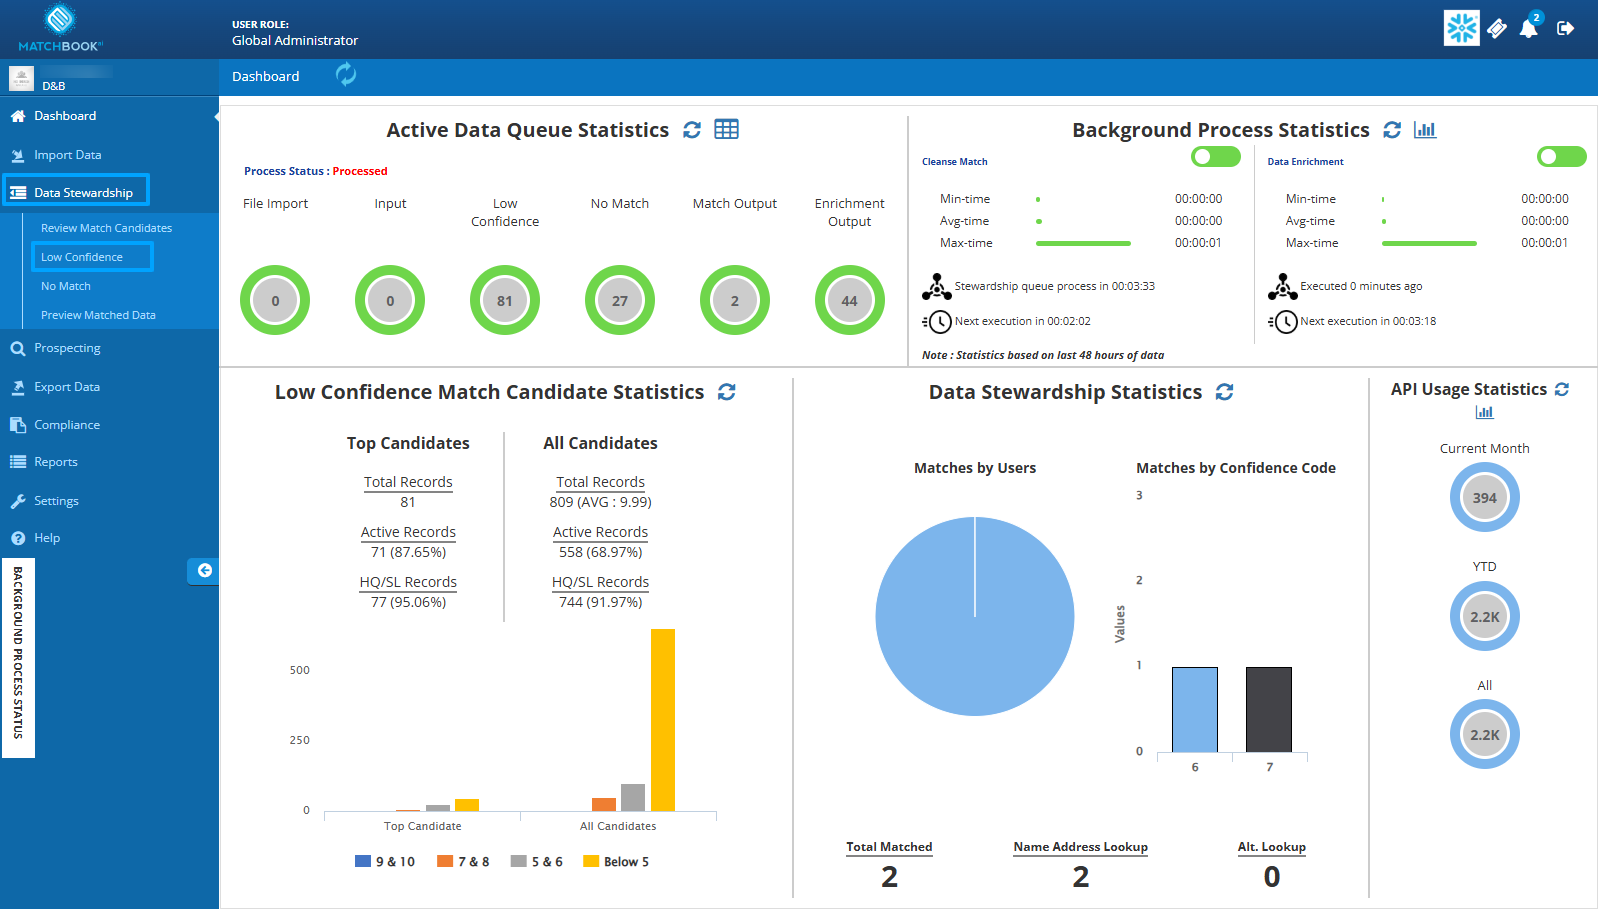 MATCHBOOKai
USER ROLE:
Global Administrator
2
D&B
Dashboard
Dashboard
Import Data
Data Stewardship
Review Match Candidates
Low Confidence
No Match
Preview Matched Data
Prospecting
Export Data
Compliance
Reports
Settings
Help
BACKGROUND PROCESS STATUS
Active Data Queue Statistics
Process Status : Processed
File Import
Input
Low Confidence
No Match
Match Output
Enrichment Output
0
0
81
27
2
44
Background Process Statistics
Cleanse Match
Min-time 00:00:00
Avg-time 00:00:00
Max-time 00:00:01
Stewardship queue process in 00:03:33
Next execution in 00:02:02
Note : Statistics based on last 48 hours of data
Data Enrichment
Min-time 00:00:00
Avg-time 00:00:00
Max-time 00:00:01
Executed 0 minutes ago
Next execution in 00:03:18
Low Confidence Match Candidate Statistics
Top Candidates
Total Records
81
Active Records
71 (87.65%)
HQ/SL Records
77 (95.06%)
All Candidates
Total Records
809 (AVG : 9.99)
Active Records
558 (68.97%)
HQ/SL Records
744 (91.97%)
500
250
0
Top Candidate
All Candidates
9 & 10
7 & 8
5 & 6
Below 5
Data Stewardship Statistics
Matches by Users
Matches by Confidence Code
3
2
1
0
Values
6
7
Total Matched
2
Name Address Lookup
2
Alt. Lookup
0
API Usage Statistics
Current Month
394
YTD
2.2K
All
2.2K